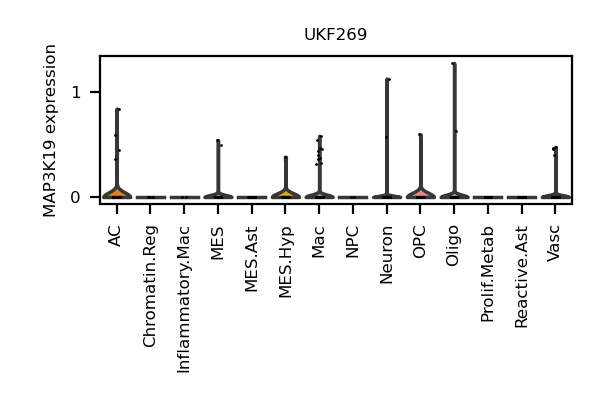 UKF269
MAP3K19 expression
1
0
AC
Chromatin.Reg
Inflammatory.Mac
MES
MES.Ast
MES.Hyp
Mac
NPC
Neuron
OPC
Oligo
Prolif.Metab
Reactive.Ast
Vasc